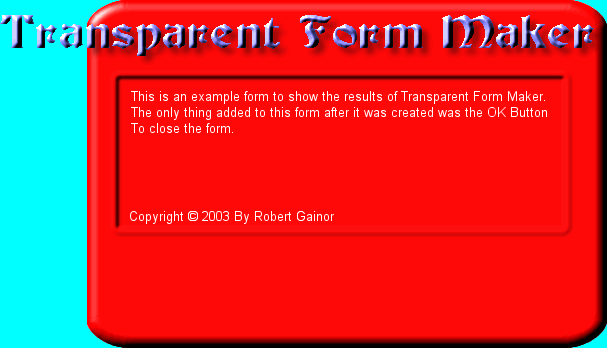 Transparent Form Maker
This is an example form to show the results of Transparent Form Maker.
The only thing added to this form after it was created was the OK Button
To close the form.
Copyright © 2003 By Robert Gainor